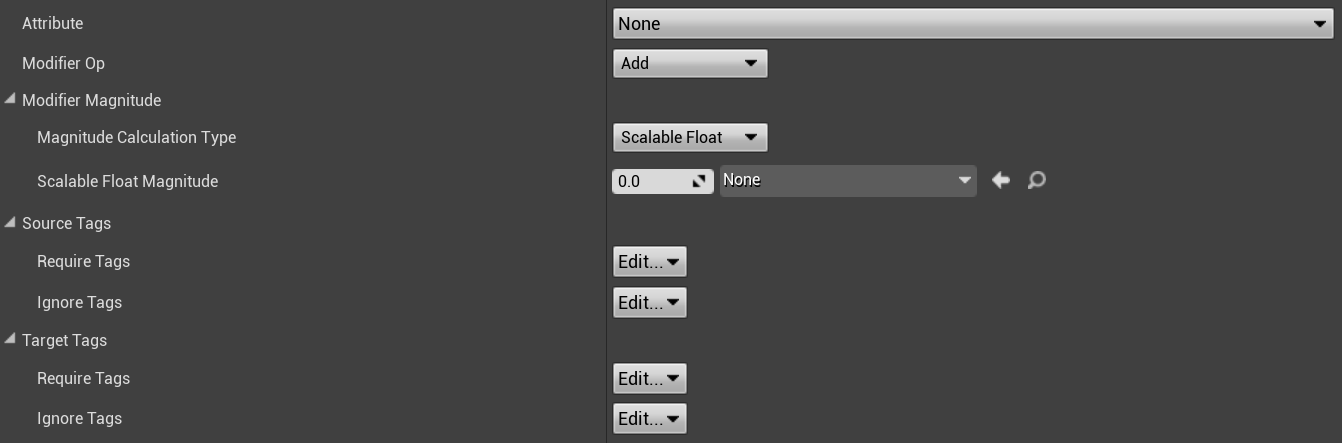 Attribute None
Modifier Op Add
Modifier Magnitude
Magnitude Calculation Type Scalable Float
Scalable Float Magnitude 0.0 None
Source Tags
Require Tags Edit...
Ignore Tags Edit...
Target Tags
Require Tags Edit...
Ignore Tags Edit...